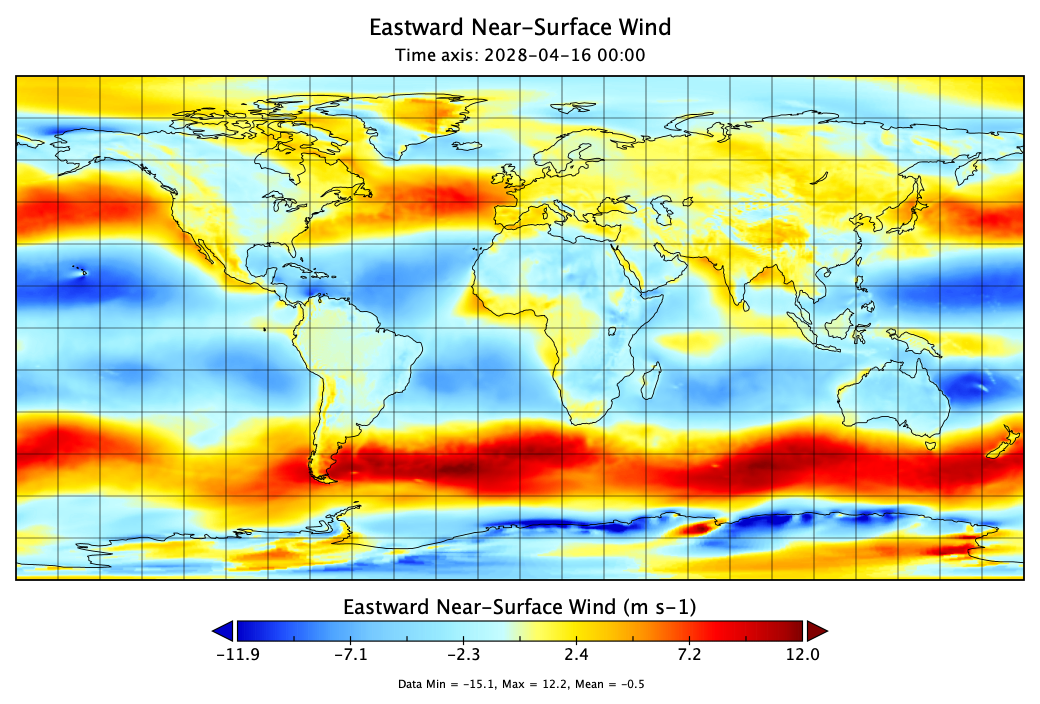 Eastward Near-Surface Wind
Time axis: 2028-04-16 00:00
Eastward Near-Surface Wind (m s-1)
-11.9 -7.1 -2.3 2.4 7.2 12.0
Data Min = -15.1, Max = 12.2, Mean = -0.5